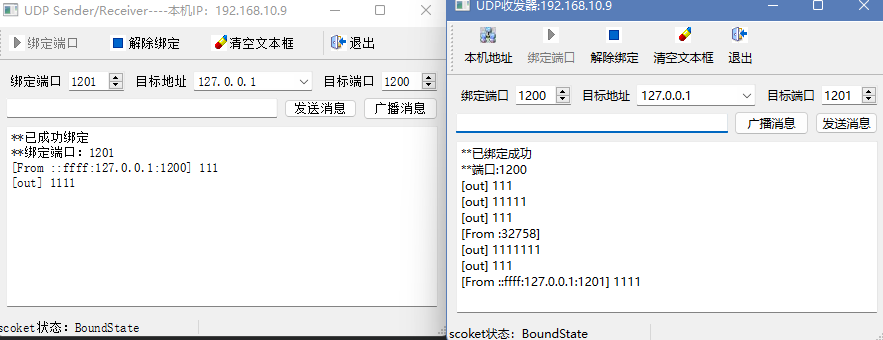 UDP Sender/Receiver----本机IP：192.168.10.9
绑定端口 解除绑定 清空文本框 退出
绑定端口 1201 目标地址 127.0.0.1 目标端口 1200
发送消息 广播消息
**已成功绑定
**绑定端口：1201
[From ::ffff:127.0.0.1:1200] 111
[out] 1111
scoket状态：BoundState
UDP收发器:192.168.10.9
本机地址 绑定端口 解除绑定 清空文本框 退出
绑定端口 1200 目标地址 127.0.0.1 目标端口 1201
广播消息 发送消息
**已绑定成功
**端口:1200
[out] 111
[out] 11111
[out] 111
[From :32758]
[out] 1111111
[out] 111
[From ::ffff:127.0.0.1:1201] 1111
scoket状态：BoundState